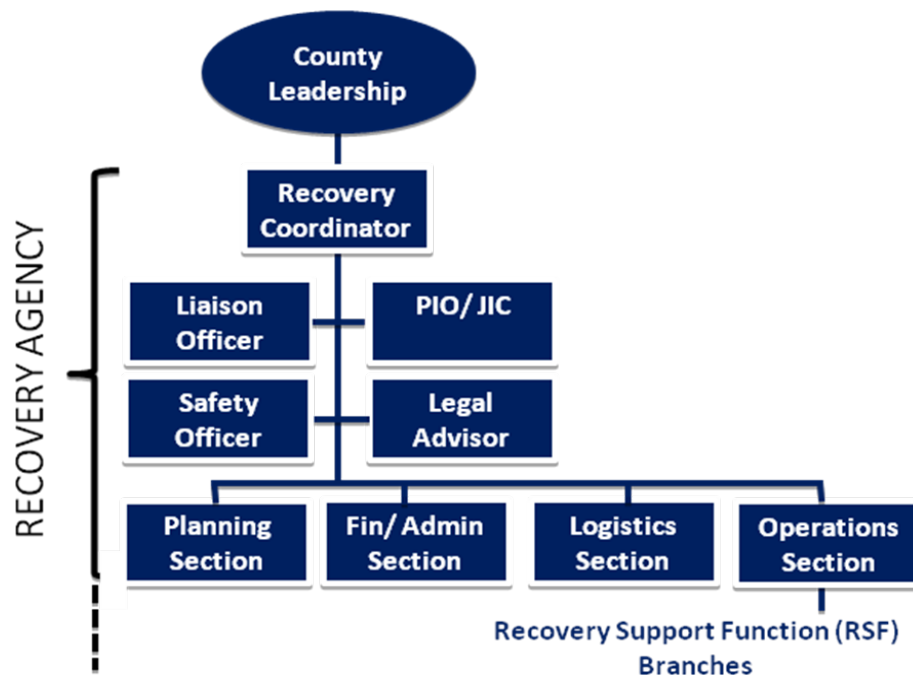 County
Leadership
RECOVERY AGENCY
Recovery
Coordinator
Liaison
Officer
PIO/ JIC
Safety
Officer
Legal
Advisor
Planning
Section
Fin/ Admin
Section
Logistics
Section
Operations
Section
Recovery Support Function (RSF)
Branches